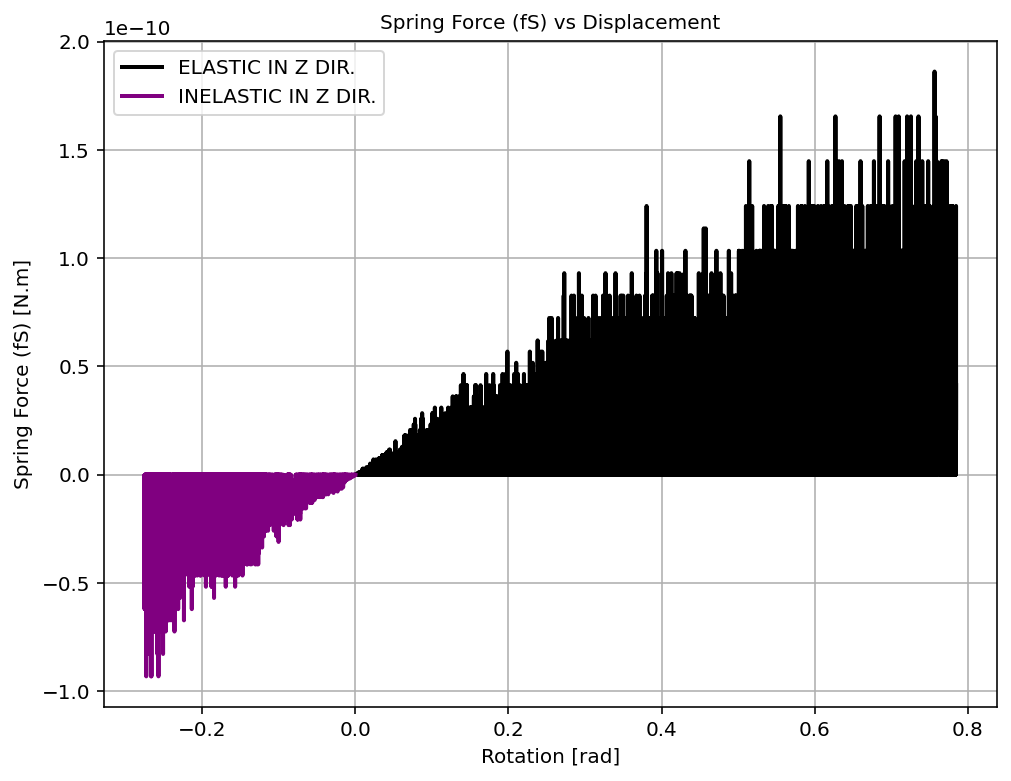 Spring Force (fS) vs Displacement
1e−10
ELASTIC IN Z DIR.
INELASTIC IN Z DIR.
Spring Force (fS) [N.m]
2.0
1.5
1.0
0.5
0.0
−0.5
−1.0
−0.2 0.0 0.2 0.4 0.6 0.8
Rotation [rad]